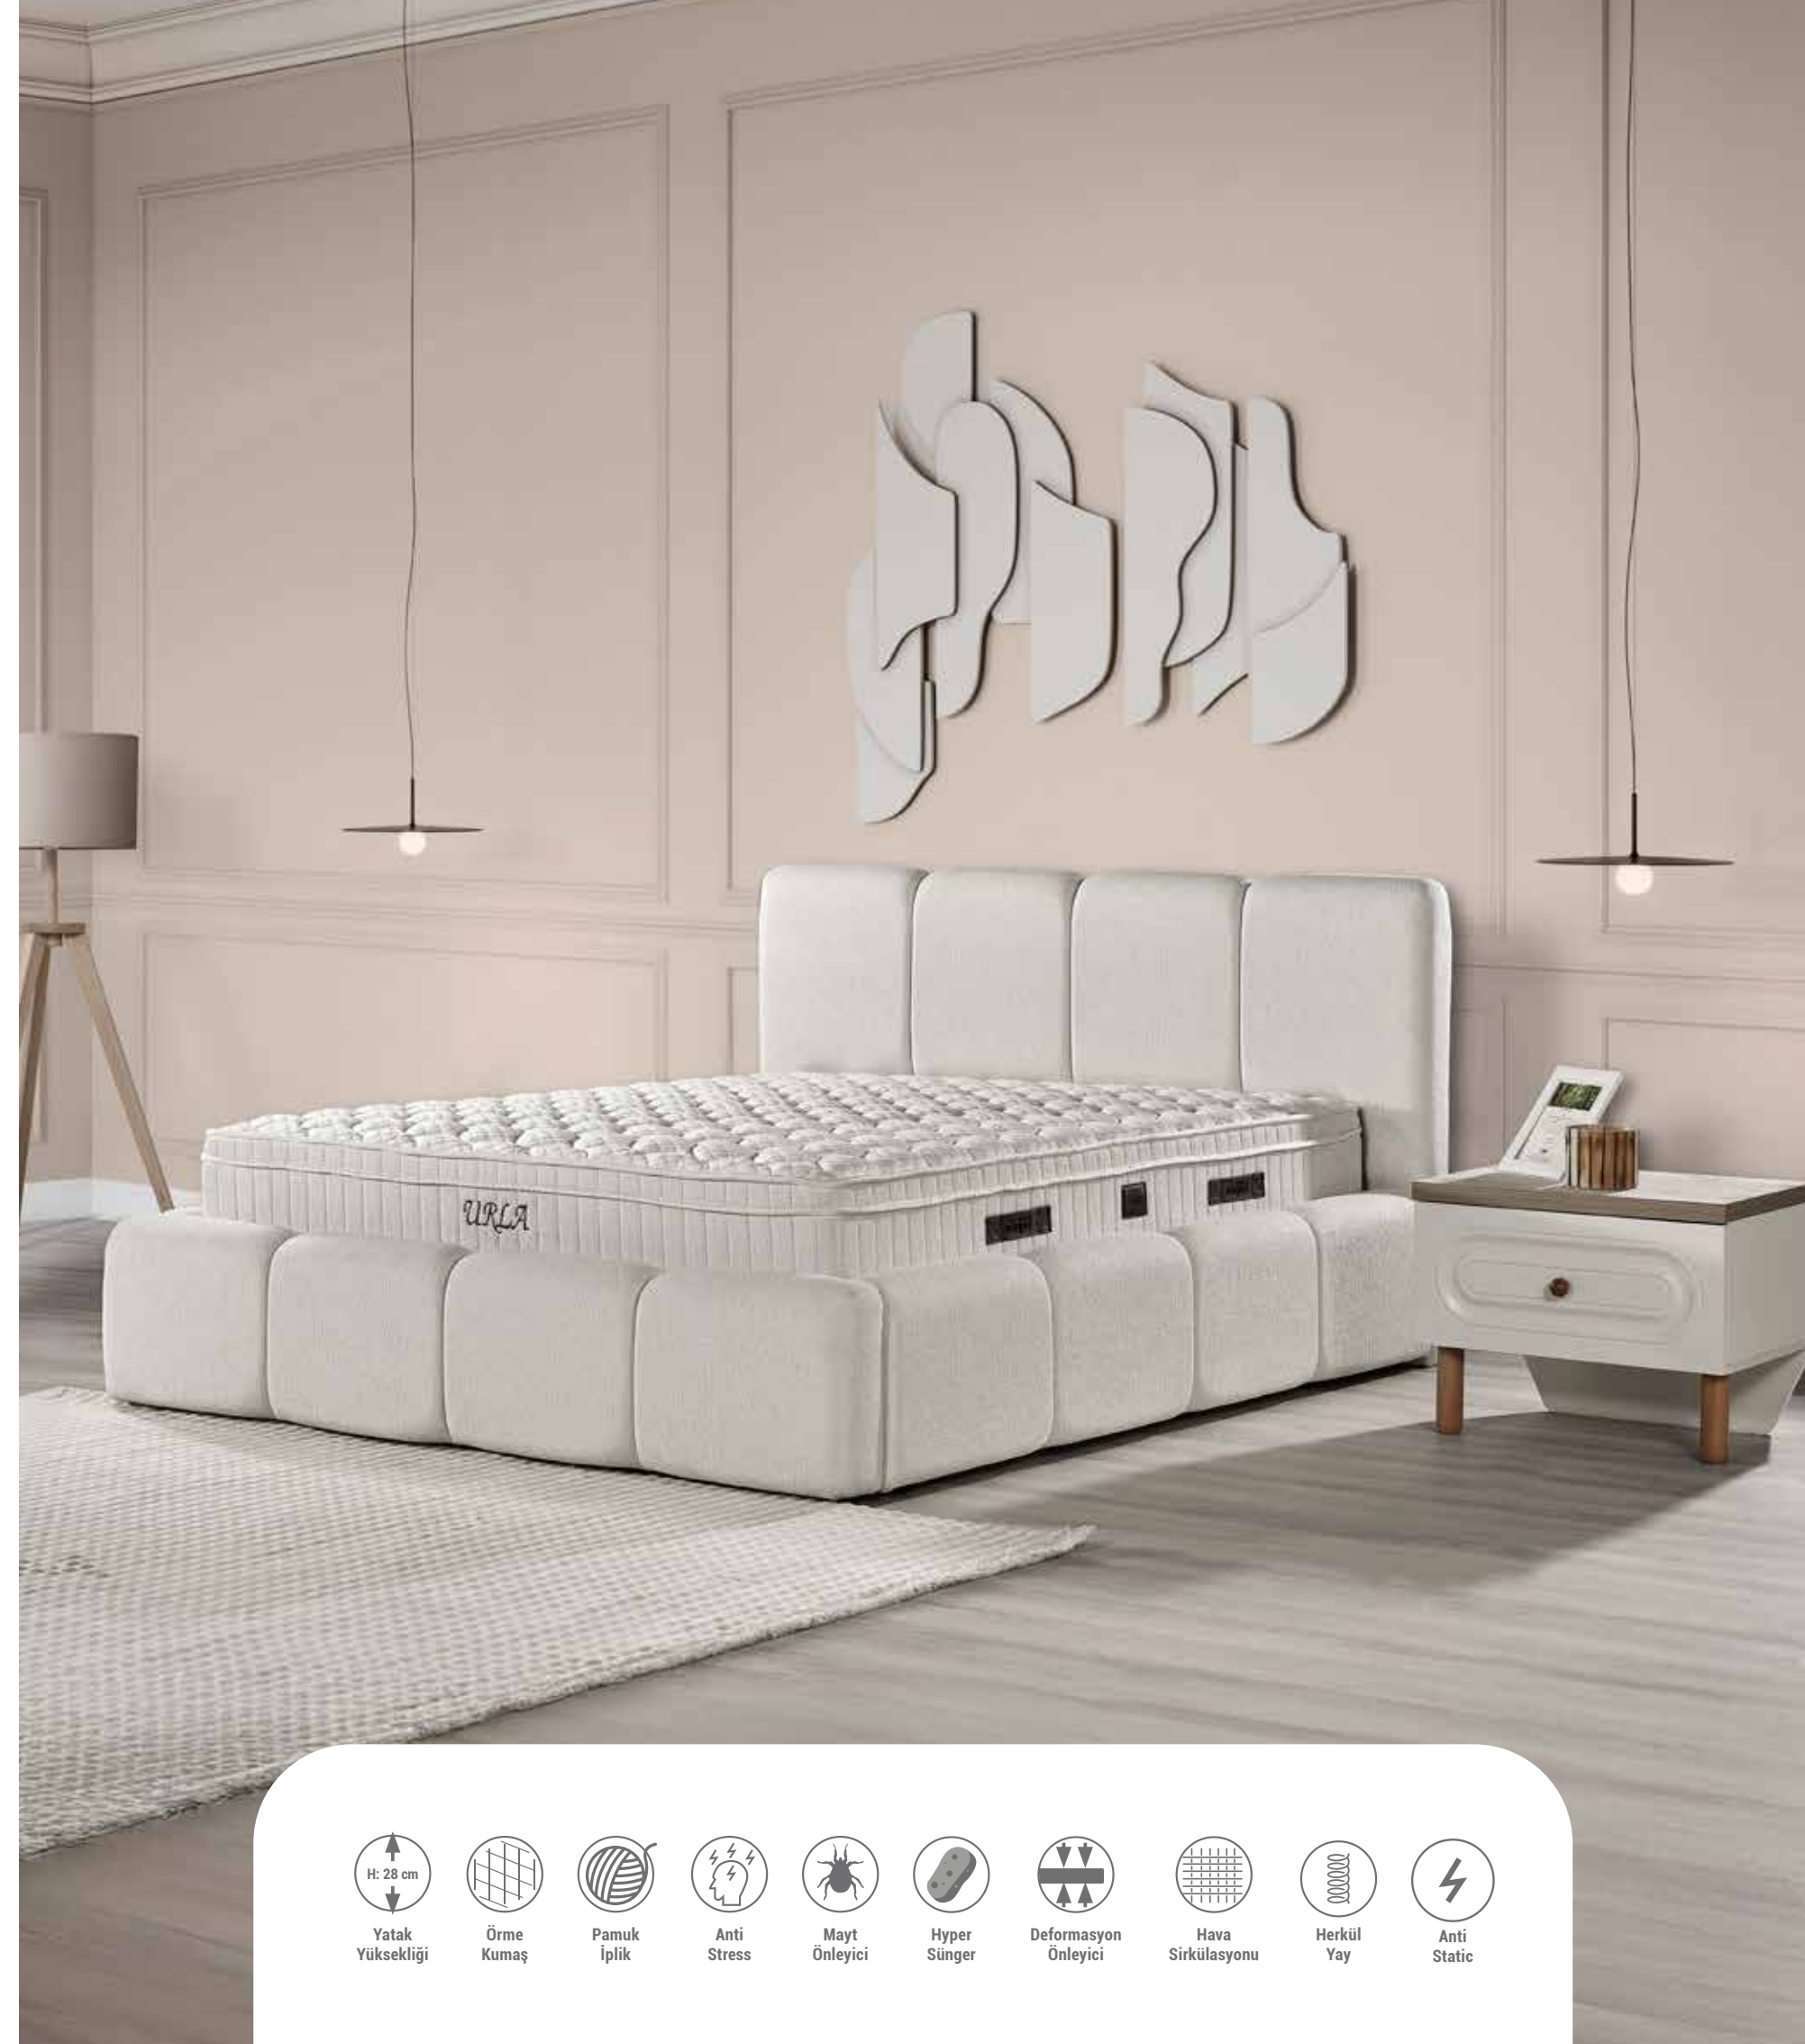 URLA
H: 28 cm
Yatak
Yüksekliği
Örme
Kumaş
Pamuk
İplik
Anti
Stress
Mayt
Önleyici
Hyper
Sünger
Deformasyon
Önleyici
Hava
Sirkülasyonu
Herkül
Yay
Anti
Static